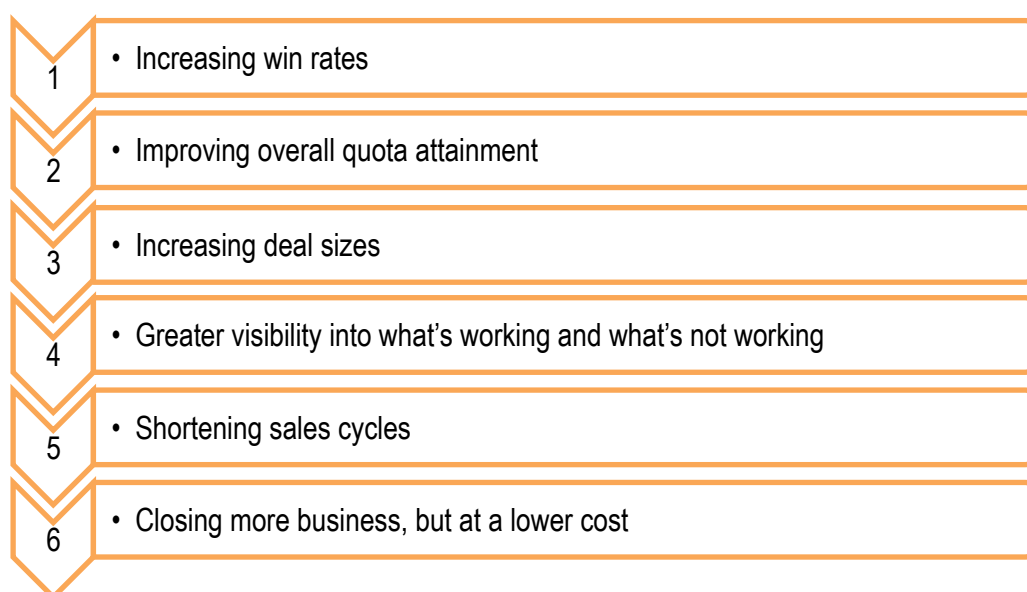 1
• Increasing win rates
2
• Improving overall quota attainment
3
• Increasing deal sizes
4
• Greater visibility into what’s working and what’s not working
5
• Shortening sales cycles
6
• Closing more business, but at a lower cost